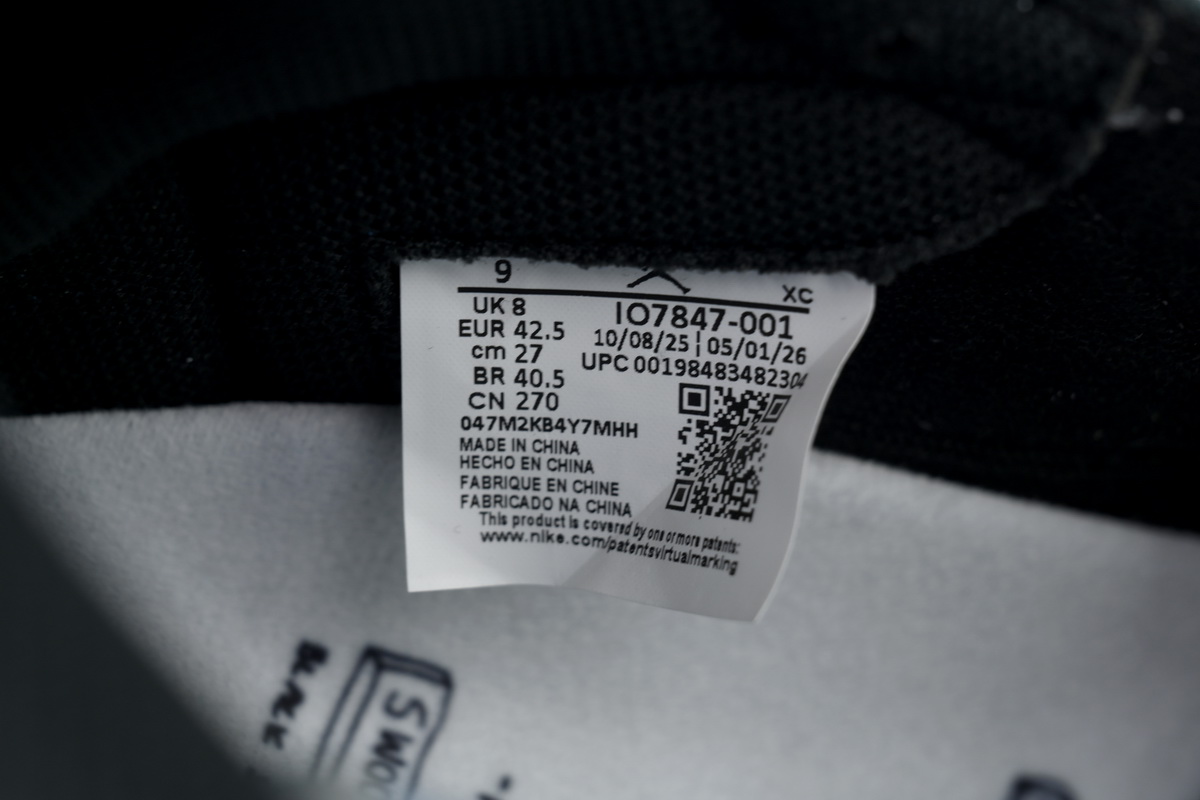 9
XC
UK 8
EUR 42.5
cm 27
BR 40.5
CN 270
IO7847-001
10/08/25|05/01/26
UPC 00198483482304
047M2KB4Y7MHH
MADE IN CHINA
HECHO EN CHINA
FABRIQUE EN CHINE
FABRICADO NA CHINA
This product is covered by one or more patents:
www.nike.com/patentsvirtualmarking
BLACK
SWOO